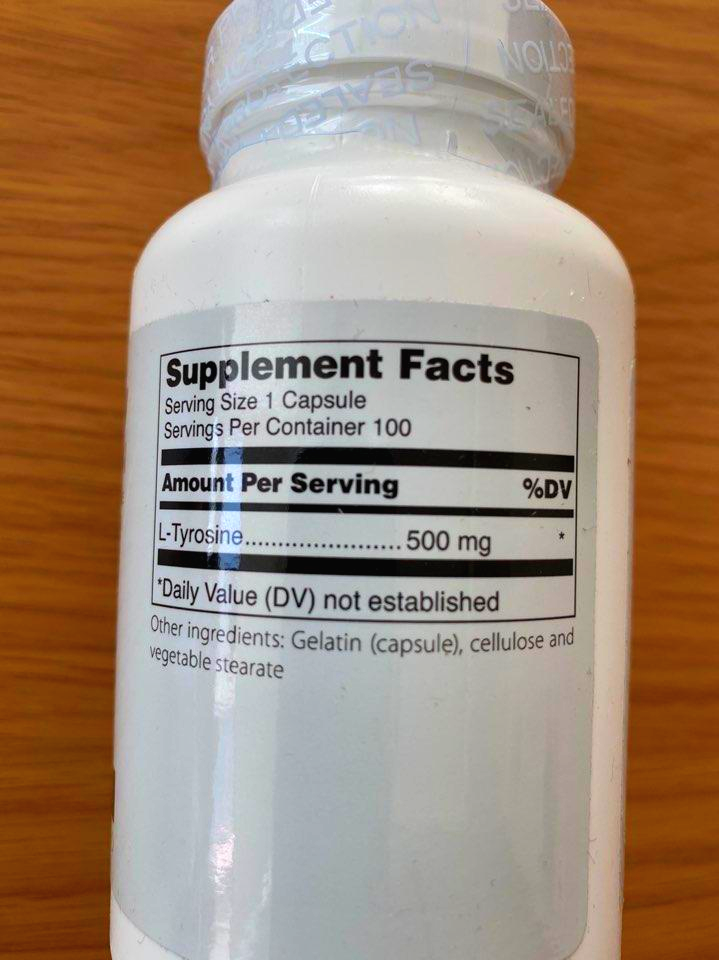 SEALED
Supplement Facts
Serving Size 1 Capsule
Servings Per Container 100
Amount Per Serving %DV
L-Tyrosine........................ 500 mg *
*Daily Value (DV) not established
Other ingredients: Gelatin (capsule), cellulose and
vegetable stearate